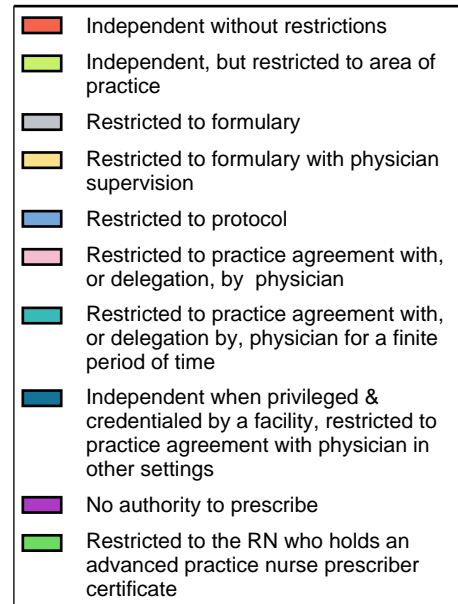 Independent without restrictions
Independent, but restricted to area of
practice
Restricted to formulary
Restricted to formulary with physician
supervision
Restricted to protocol
Restricted to practice agreement with,
or delegation, by physician
Restricted to practice agreement with,
or delegation by, physician for a finite
period of time
Independent when privileged &
credentialed by a facility, restricted to
practice agreement with physician in
other settings
No authority to prescribe
Restricted to the RN who holds an
advanced practice nurse prescriber
certificate